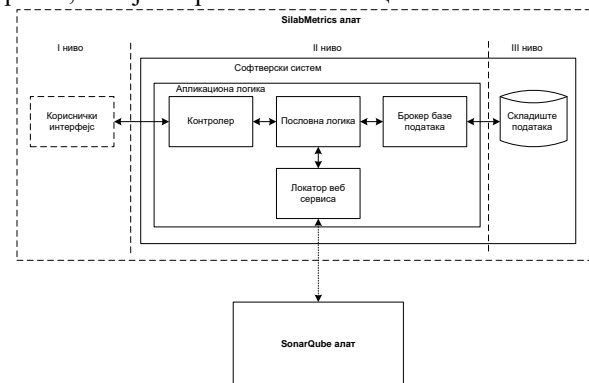 SilabMetrics алат
I ниво
II ниво
III ниво
Софтверски систем
Апликациона логика
Кориснички
интерфејс
Контролер
Пословна логика
Брокер базе
података
Складиште
података
Локатор веб
сервиса
SonarQube алат